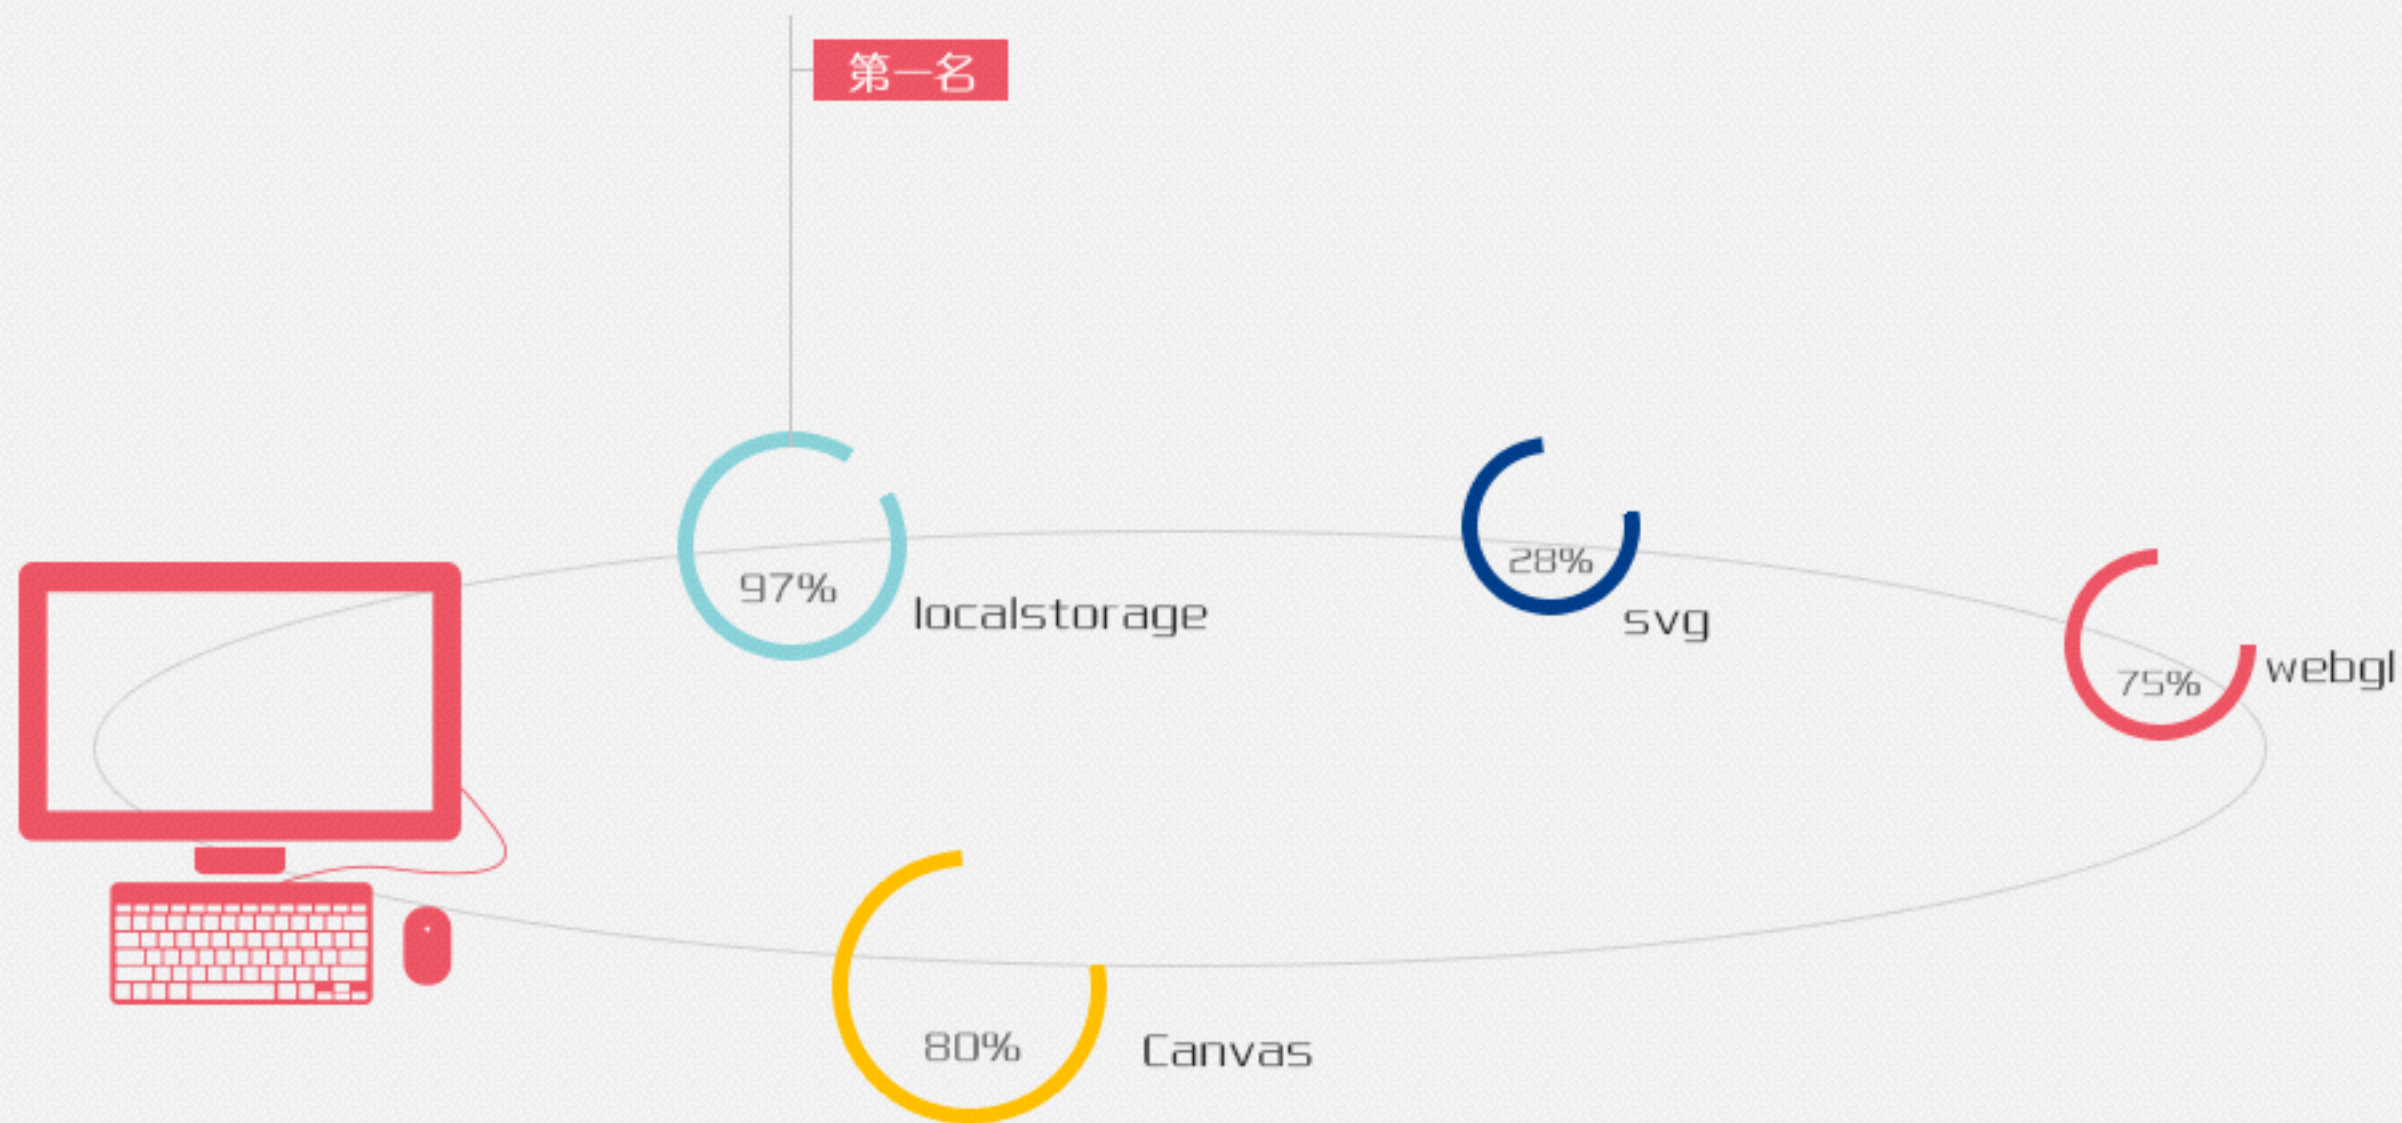 第一名
97%
localstorage
28%
svg
75%
webgl
80%
Canvas